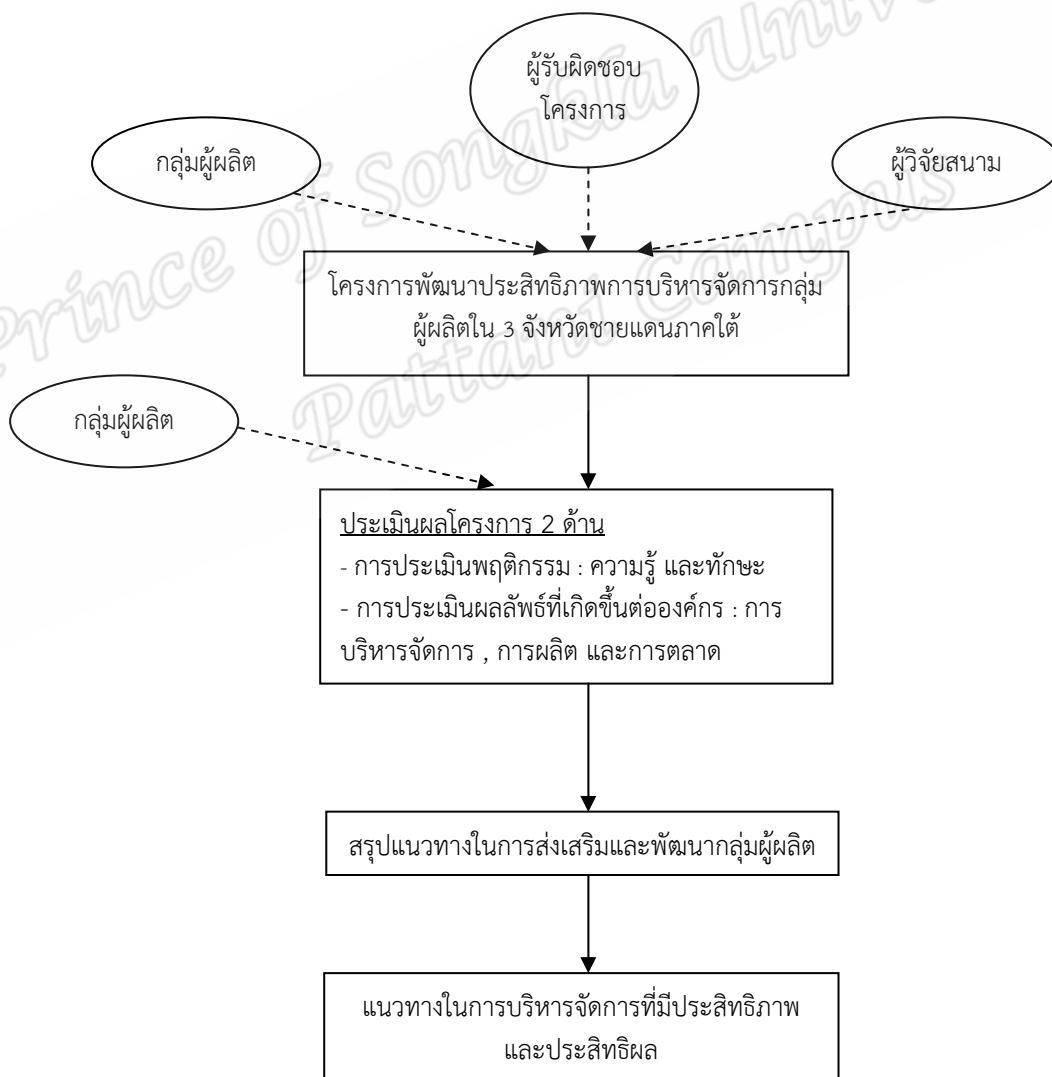 ผู้รับผิดชอบ
โครงการ
กลุ่มผู้ผลิต
ผู้วิจัยสนาม
โครงการพัฒนาประสิทธิภาพการบริหารจัดการกลุ่ม
ผู้ผลิตใน 3 จังหวัดชายแดนภาคใต้
กลุ่มผู้ผลิต
ประเมินผลโครงการ 2 ด้าน
- การประเมินพฤติกรรม : ความรู้ และทักษะ
- การประเมินผลลัพธ์ที่เกิดขึ้นต่อองค์กร : การ
บริหารจัดการ , การผลิต และการตลาด
สรุปแนวทางในการส่งเสริมและพัฒนากลุ่มผู้ผลิต
แนวทางในการบริหารจัดการที่มีประสิทธิภาพ
และประสิทธิผล
Prince of Songkla
Pattani Campus